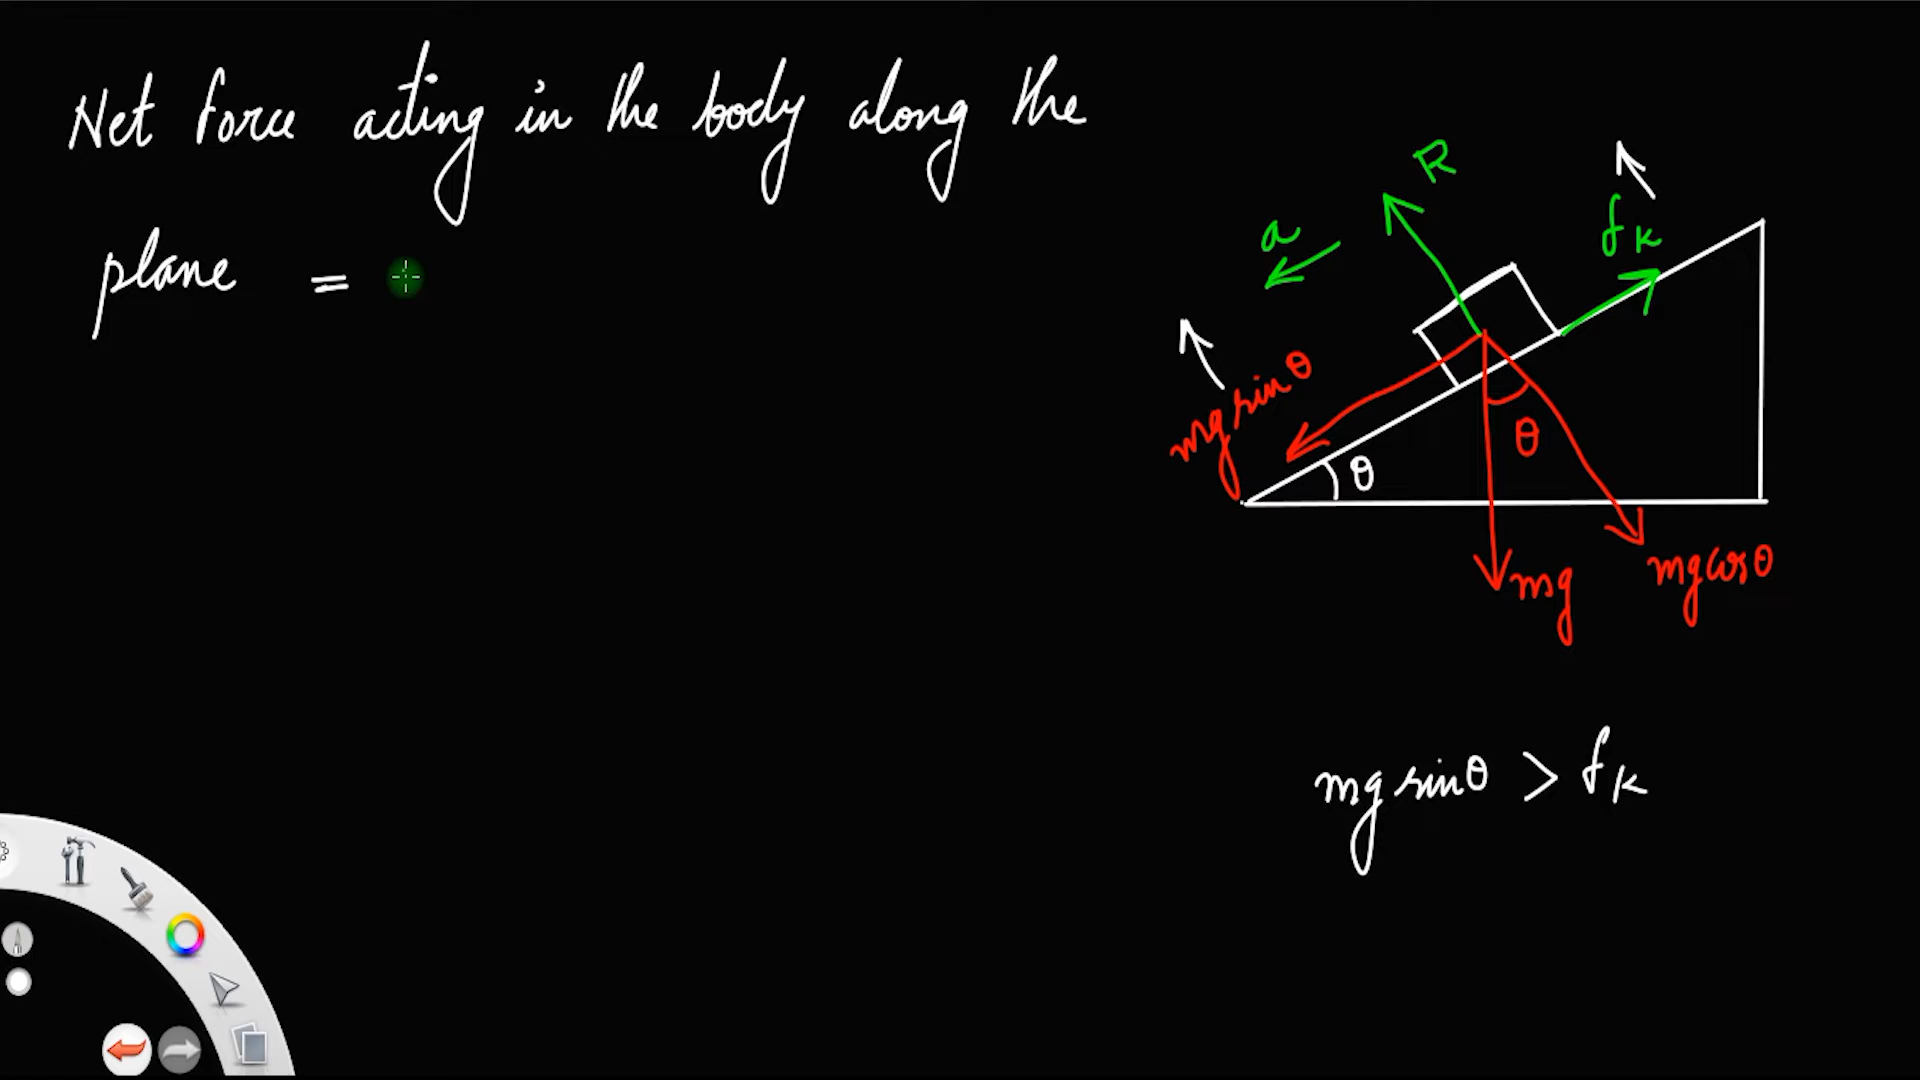 Net force acting in the body along the
plane =
R
fk
a
mg sinθ
θ
θ
mg
mg cosθ
mg sinθ > fk